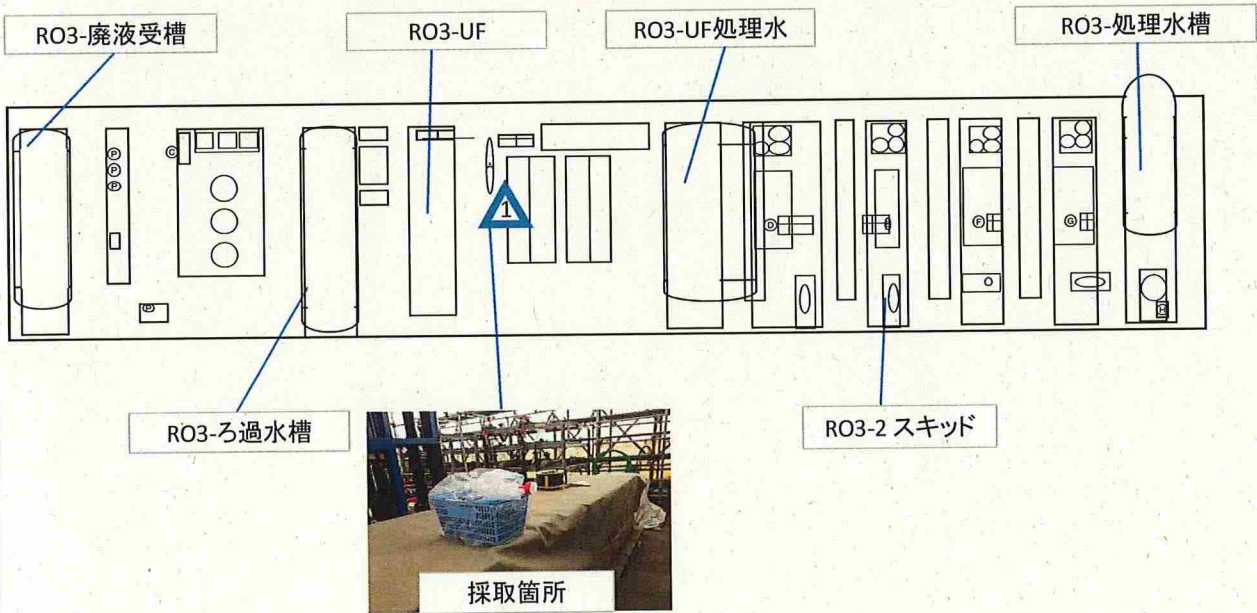 RO3-廃液受槽
RO3-UF
RO3-UF処理水
RO3-処理水槽
P
P
P
C
P
1
D
F
G
RO3-ろ過水槽
RO3-2 スキッド
採取箇所